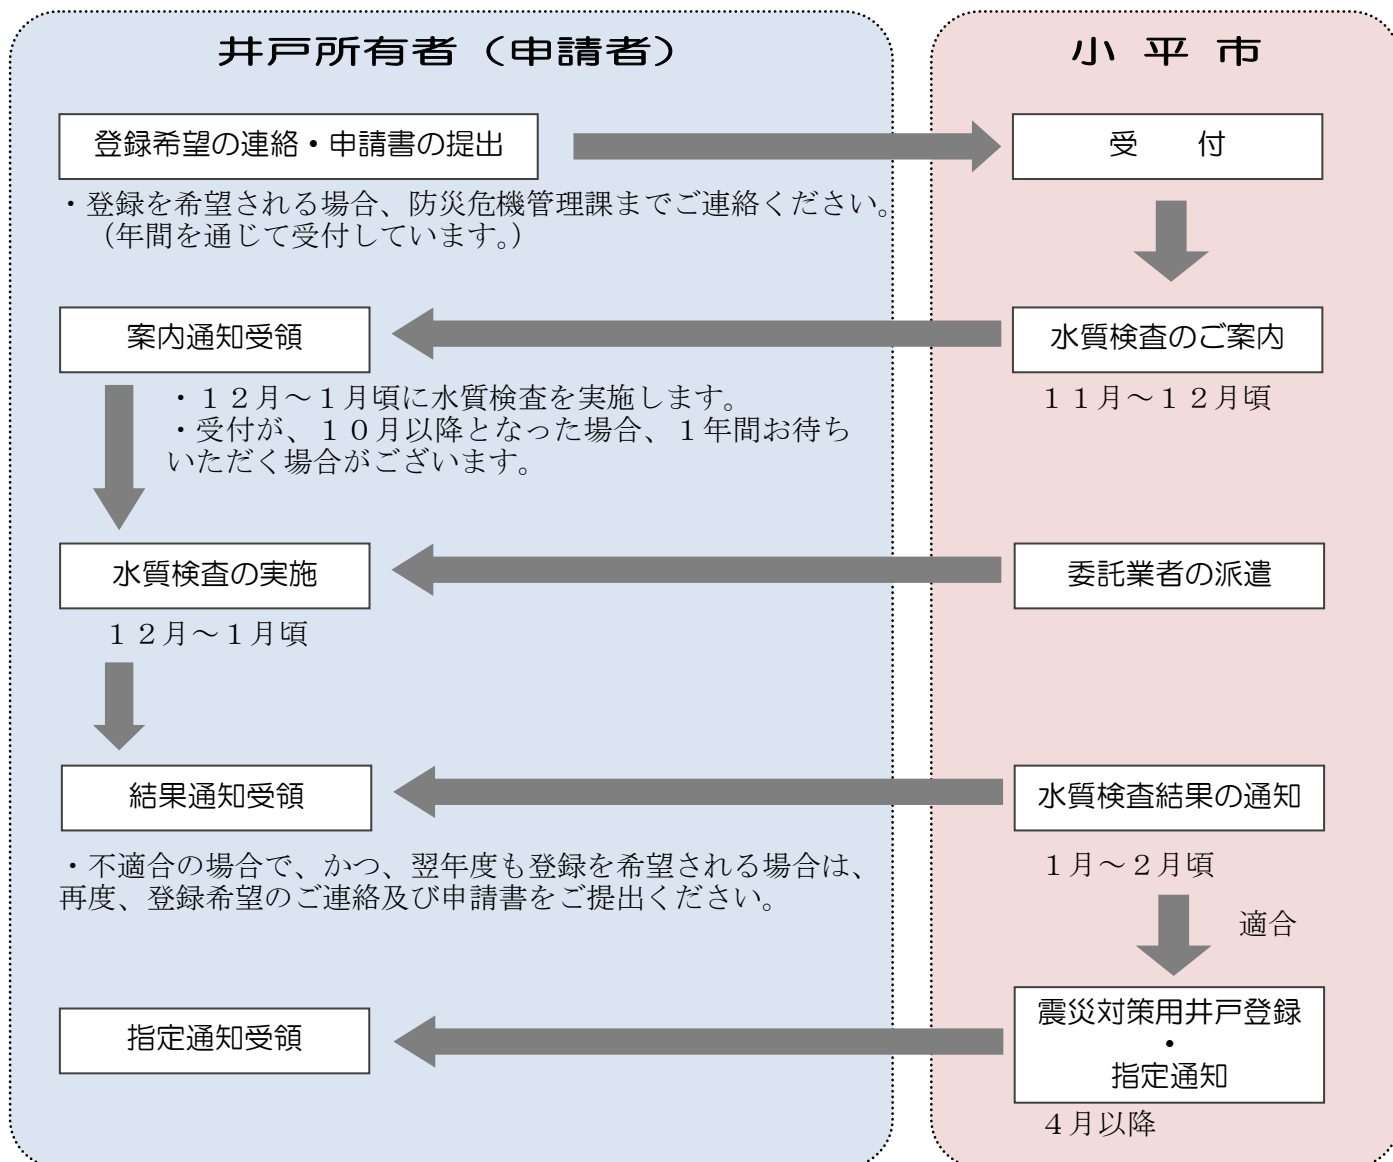 井戸所有者（申請者）
小 平 市
登録希望の連絡・申請書の提出
受　付
・登録を希望される場合、防災危機管理課までご連絡ください。
（年間を通じて受付しています。）
案内通知受領
水質検査のご案内
１１月～１２月頃
・１２月～１月頃に水質検査を実施します。
・受付が、１０月以降となった場合、１年間お待ち
いただく場合がございます。
水質検査の実施
委託業者の派遣
１２月～１月頃
結果通知受領
水質検査結果の通知
１月～２月頃
・不適合の場合で、かつ、翌年度も登録を希望される場合は、
再度、登録希望のご連絡及び申請書をご提出ください。
適合
指定通知受領
震災対策用井戸登録
・
指定通知
４月以降